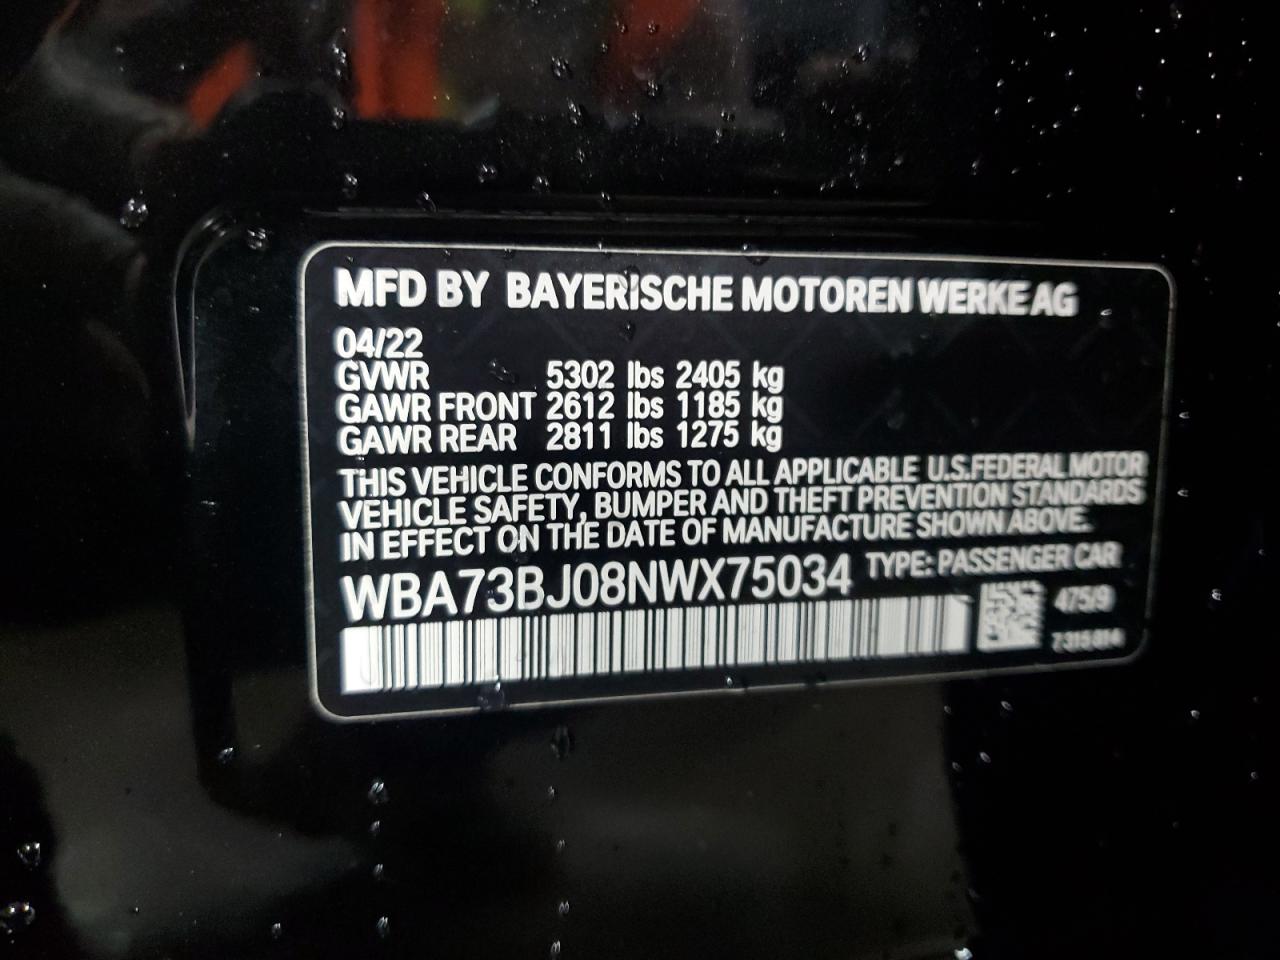 MFD BY BAYERISCHE MOTOREN WERKE AG
04/22
GVWR 5302 lbs 2405 kg
GAWR FRONT 2612 lbs 1185 kg
GAWR REAR 2811 lbs 1275 kg
THIS VEHICLE CONFORMS TO ALL APPLICABLE U.S.FEDERAL MOTOR
VEHICLE SAFETY, BUMPER AND THEFT PREVENTION STANDARDS
IN EFFECT ON THE DATE OF MANUFACTURE SHOWN ABOVE.
WBA73BJ08NWX75034 TYPE: PASSENGER CAR
475/9
7315814